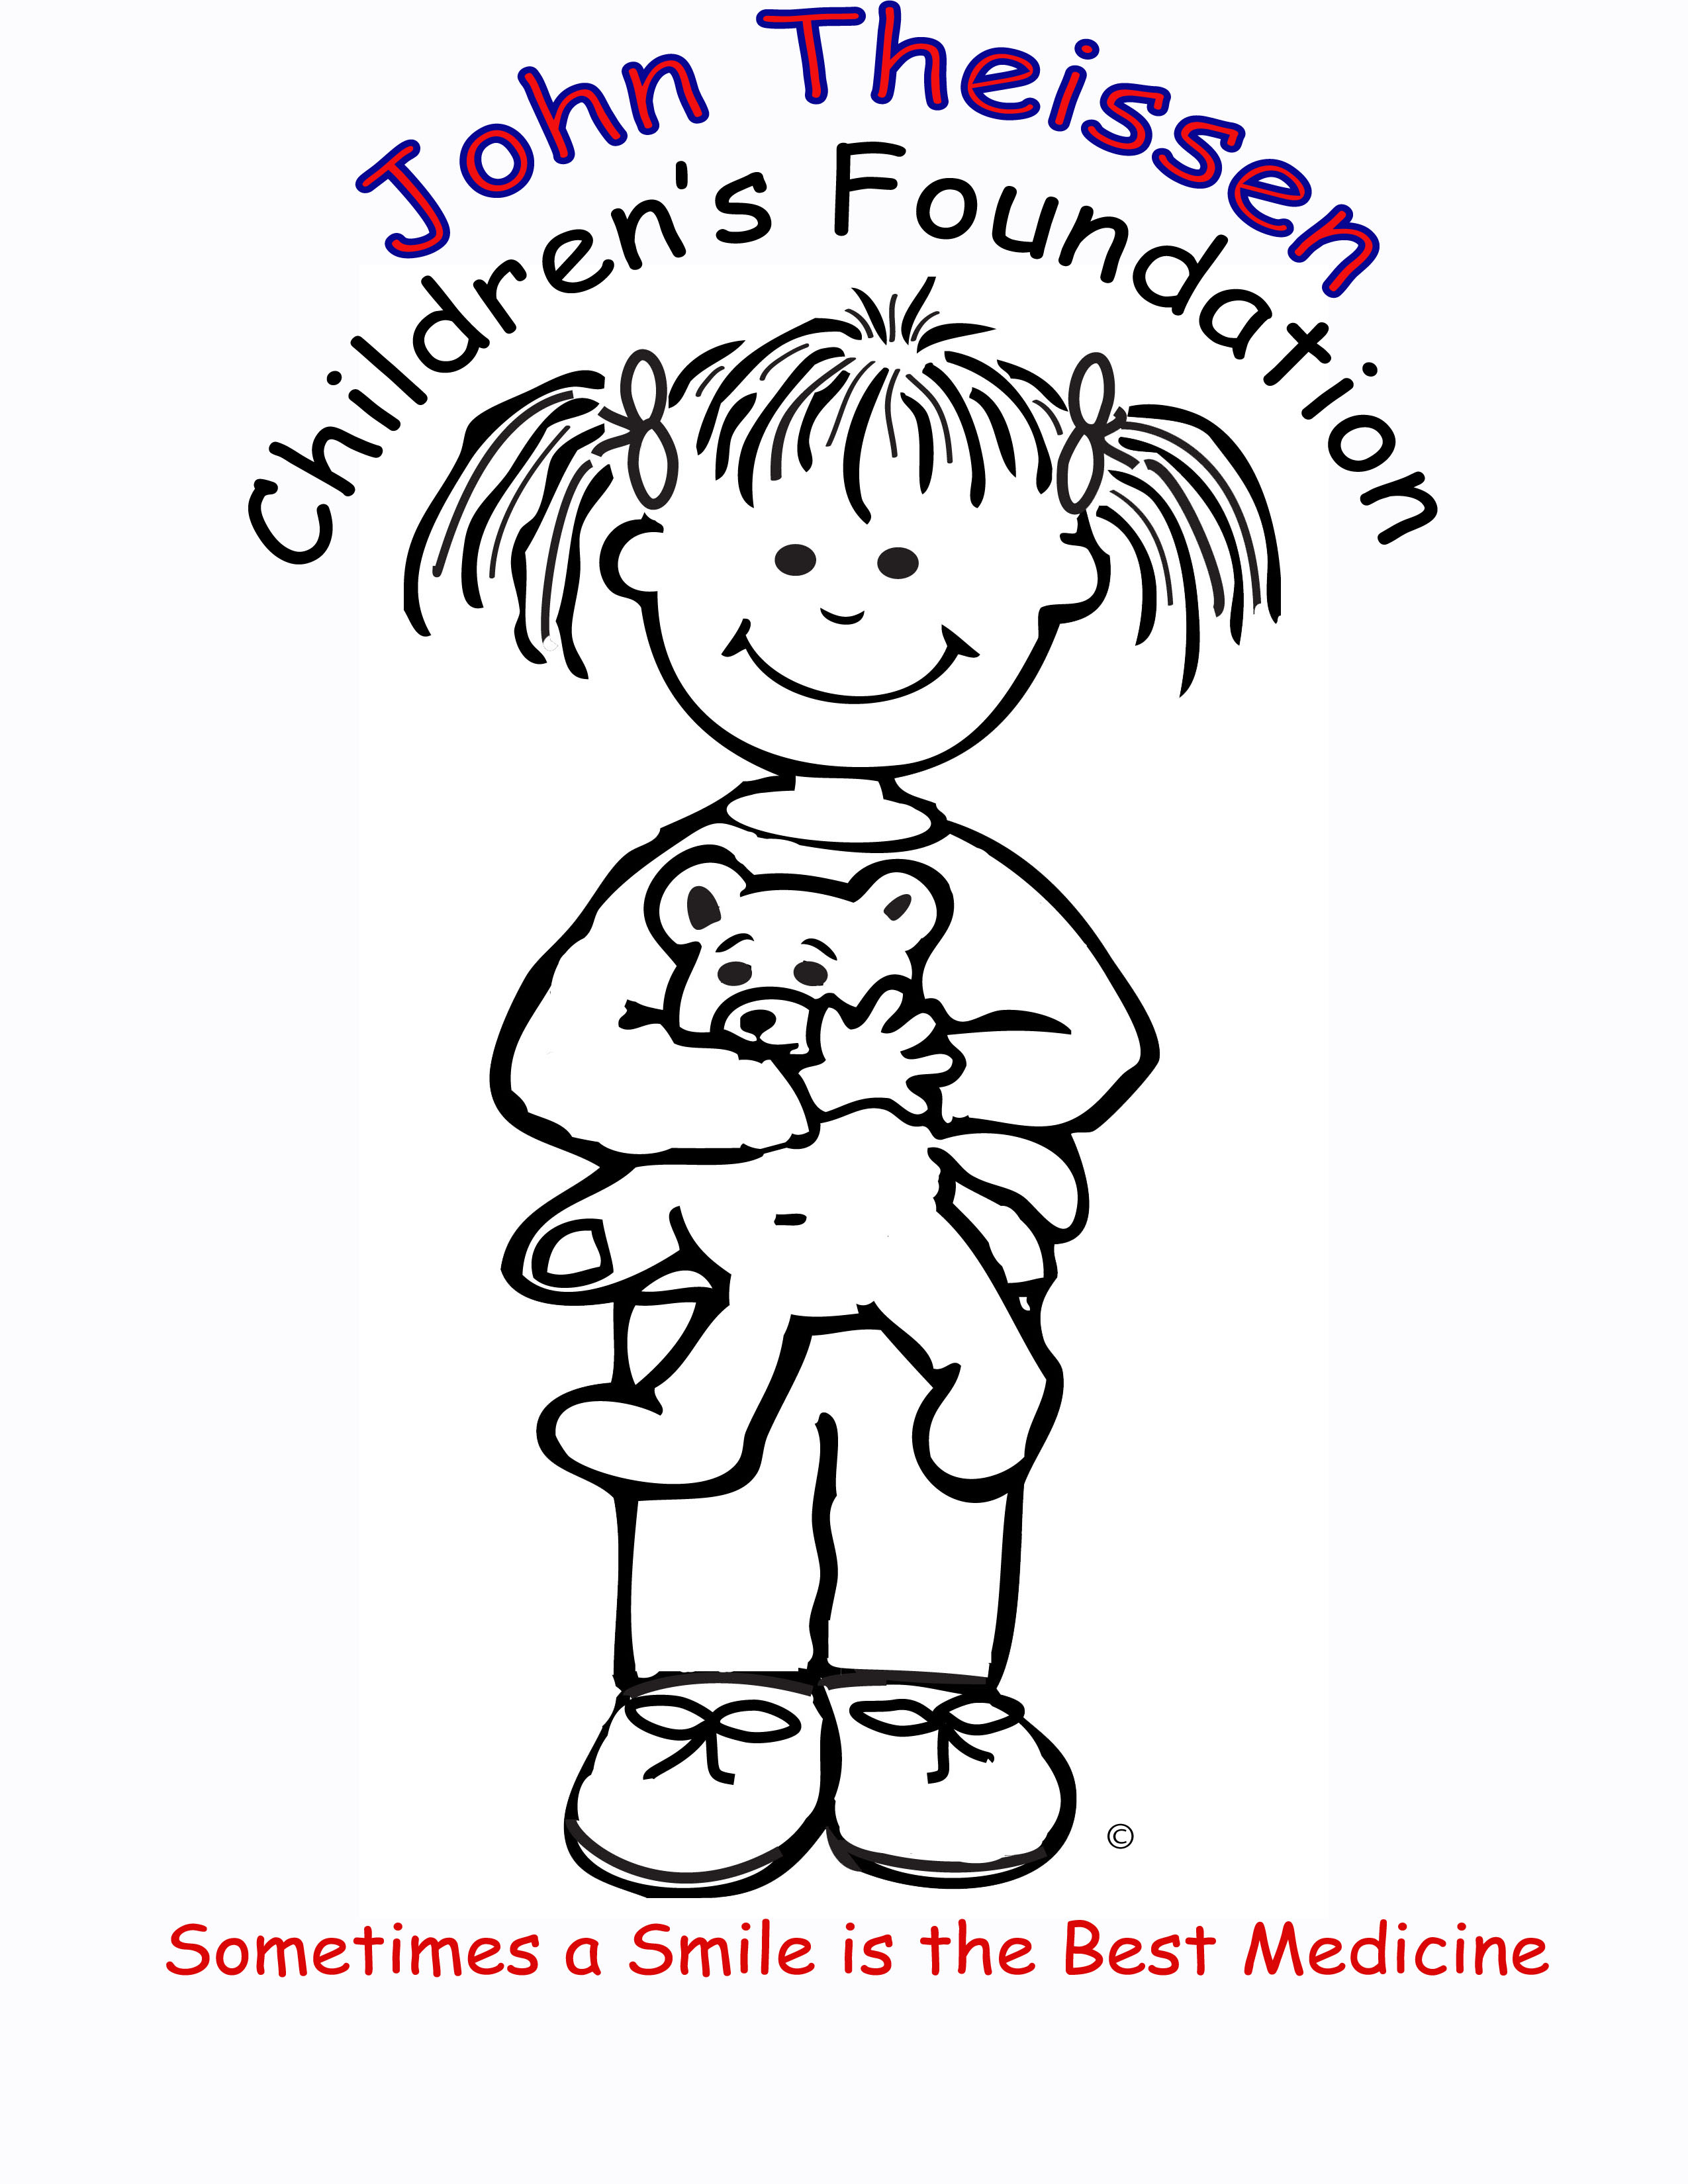 John Theissen
Children's Foundation
©
Sometimes a Smile is the Best Medicine